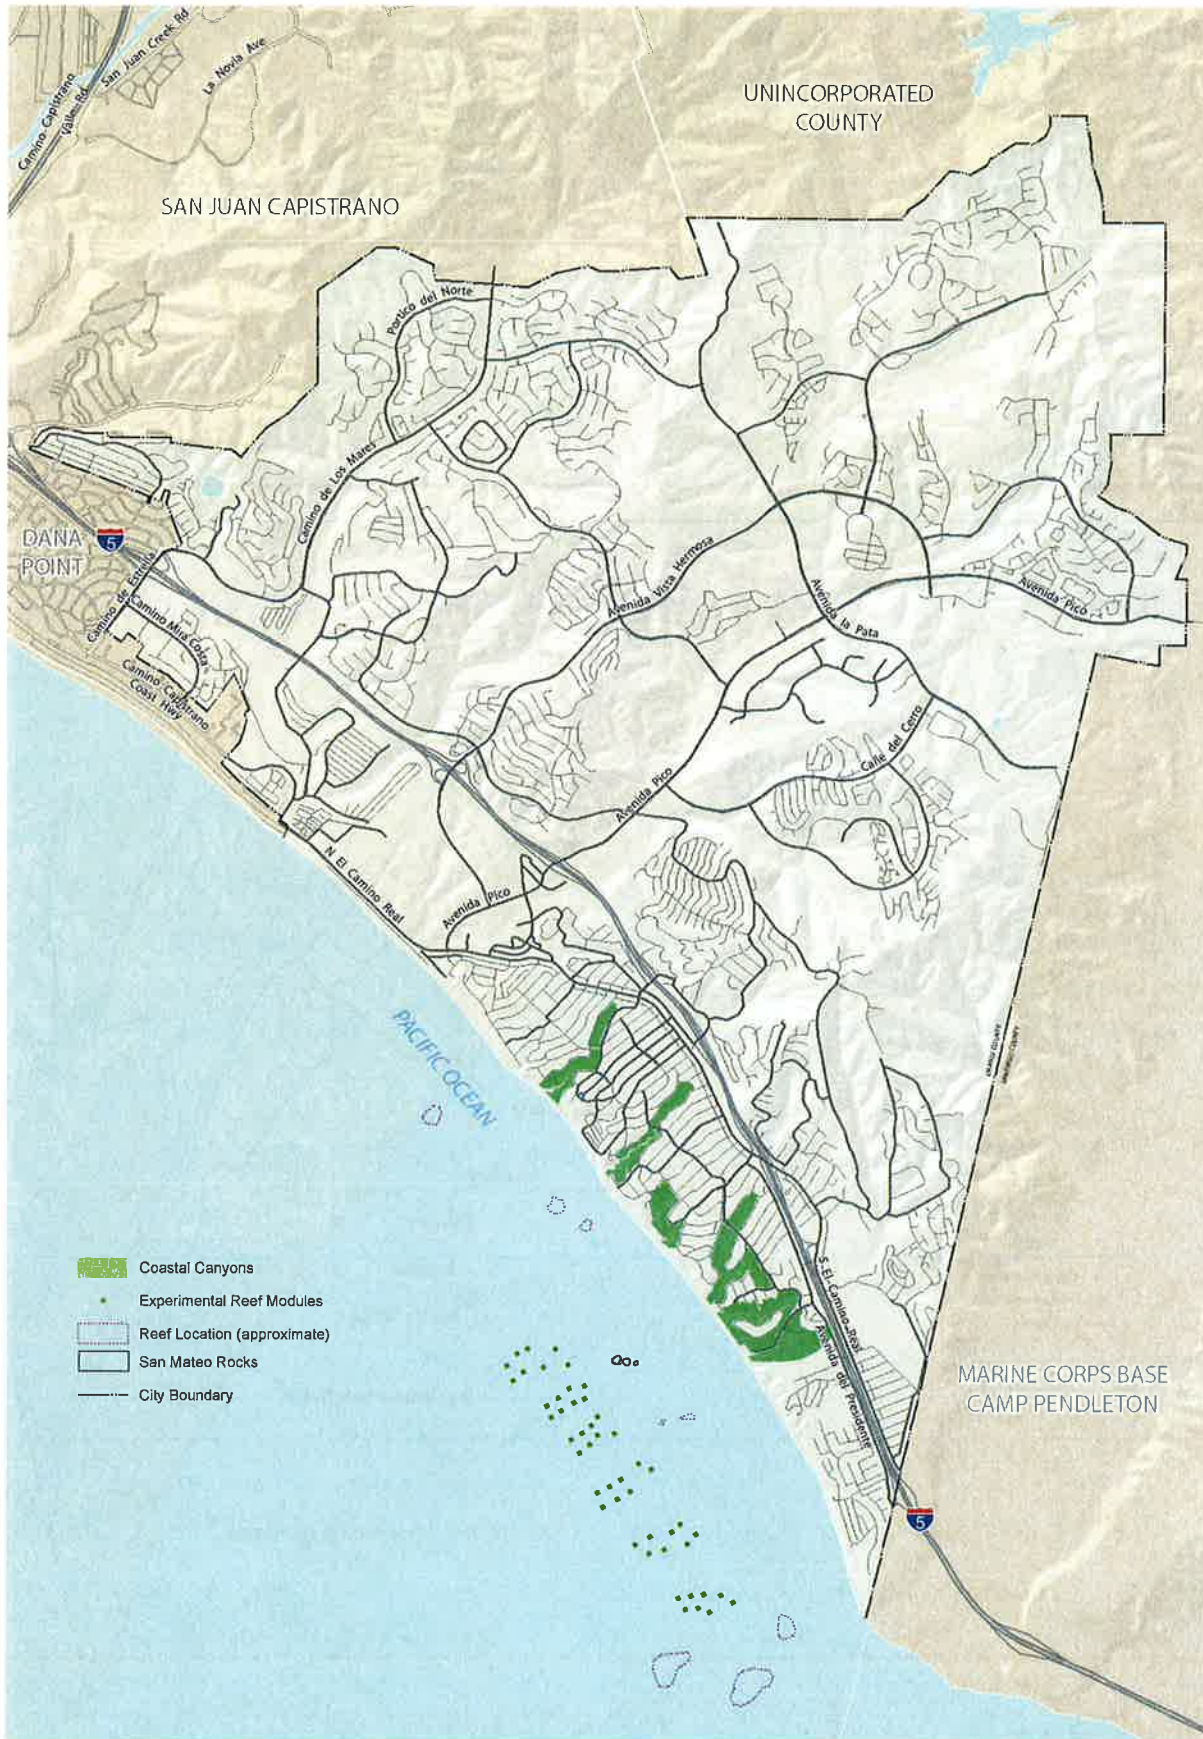 San Juan Creek Rd
La Novia Ave
Camino Capistrano
Valle Rd
UNINCORPORATED
COUNTY
SAN JUAN CAPISTRANO
Portico del Norte
Camino de Los Mares
DANA
POINT
5
Camino de Estrella
Camino Mira Costa
Camino Capistrano
Coast Hwy
Avenida Vista Hermosa
Avenida la Pata
Avenida Pico
Calle del Cerro
Avenida Pico
N El Camino Real
Avenida Pico
PACIFIC OCEAN
ORANGE COUNTY
Coastal Canyons
Experimental Reef Modules
Reef Location (approximate)
San Mateo Rocks
City Boundary
S El Camino Real
Avenida del Presidente
MARINE CORPS BASE
CAMP PENDLETON
5